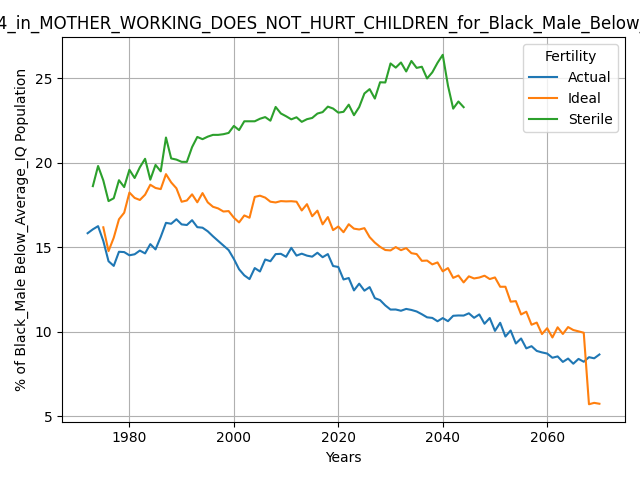 4_in_MOTHER_WORKING_DOES_NOT_HURT_CHILDREN_for_Black_Male_Below_
% of Black_Male Below_Average_IQ Population
Fertility
Actual
Ideal
Sterile
25
20
15
10
5
1980 2000 2020 2040 2060
Years